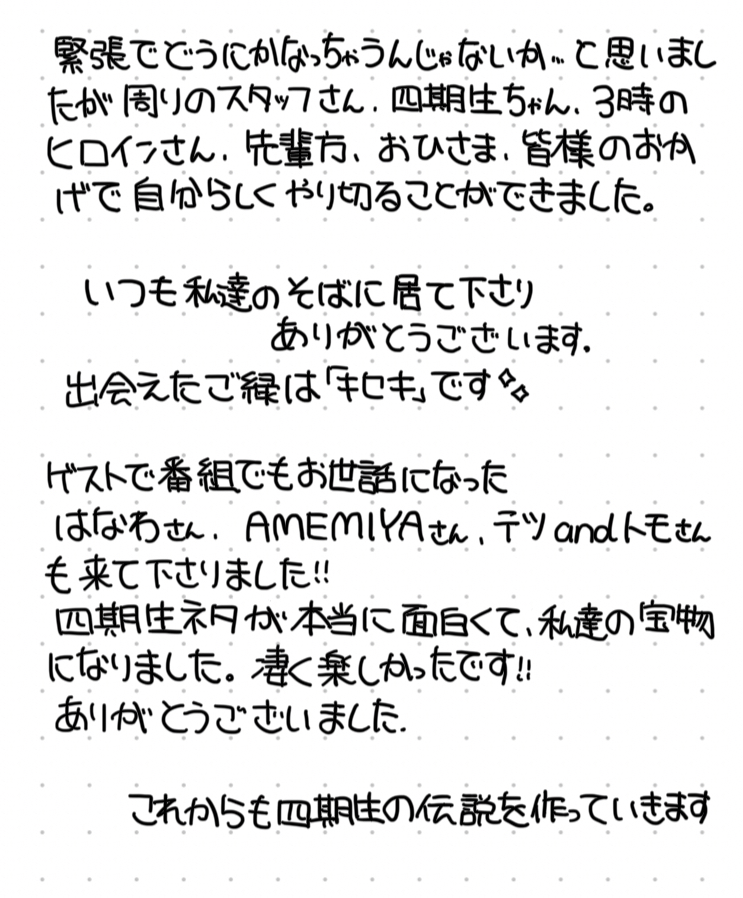 緊張でどうにかなっちゃうんじゃないか…と思いまし
たが周りのスタッフさん、四期生ちゃん、3時の
ヒロインさん、先輩方、おひさま、皆様のおか
げで自分らしくやり切ることができました。
いつも私達のそばに居て下さり
ありがとうございます。
出会えたご縁は「キセキ」です✨
ゲストで番組でもお世話になった
はなわさん、AMEMIYAさん、テツandトモさん
も来て下さりました!!
四期生ネタが本当に面白くて、私達の宝物
になりました。凄く楽しかったです!!
ありがとうございました.
これからも四期生の伝説を作っていきます